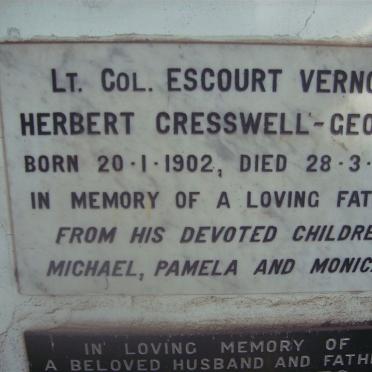 LT. COL. ESCOURT VERNO
HERBERT CRESSWELL-GEO
BORN 20·1·1902, DIED 28·3·
IN MEMORY OF A LOVING FAT
FROM HIS DEVOTED CHILDRE
MICHAEL, PAMELA AND MONIC
IN LOVING MEMORY OF
A BELOVED HUSBAND AND FATH